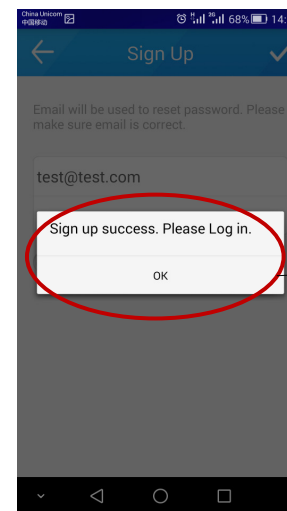 China Unicom
中国移动
2G
68%
14:
Sign Up
Email will be used to reset password. Please
make sure email is correct.
test@test.com
Sign up success. Please Log in.
OK